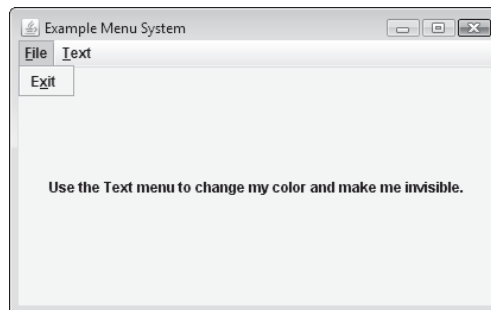 Example Menu System
File Text
Exit
Use the Text menu to change my color and make me invisible.